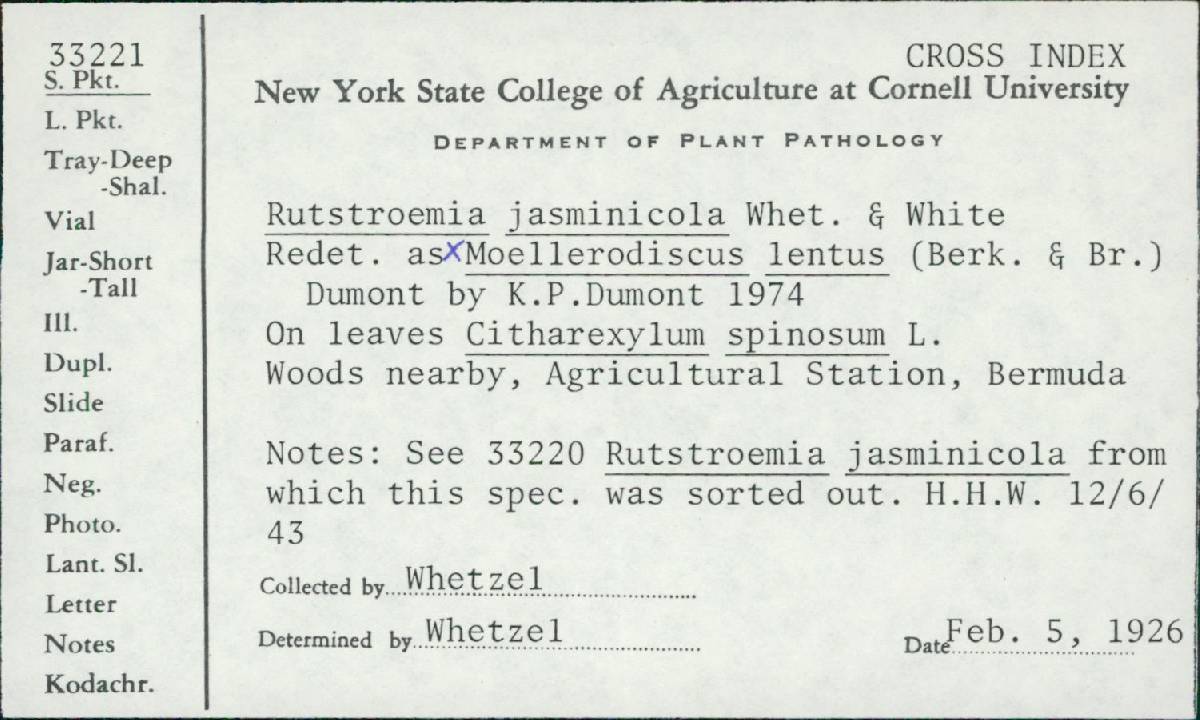 33221
S. Pkt.
L. Pkt.
Tray-Deep
-Shal.
Vial
Jar-Short
-Tall
Ill.
Dupl.
Slide
Paraf.
Neg.
Photo.
Lant. Sl.
Letter
Notes
Kodachr.
CROSS INDEX
New York State College of Agriculture at Cornell University
DEPARTMENT OF PLANT PATHOLOGY
Rutstroemia jasminicola Whet. & White
Redet. as x Moellerodiscus lentus (Berk. & Br.)
Dumont by K.P.Dumont 1974
On leaves Citharexylum spinosum L.
Woods nearby, Agricultural Station, Bermuda
Notes: See 33220 Rutstroemia jasminicola from
which this spec. was sorted out. H.H.W. 12/6/
43
Collected by Whetzel
Determined by Whetzel
Date Feb. 5, 1926